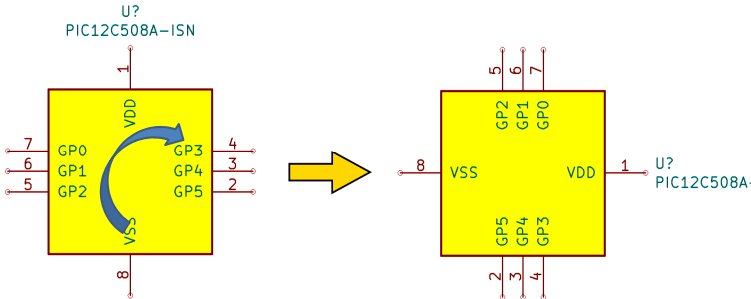 U?
PIC12C508A-ISN
1
VDD
7 GP0 GP3 4
6 GP1 GP4 3
5 GP2 GP5 2
VSS
8
5 6 7
GP2 GP1 GP0
8 VSS VDD 1
U?
PIC12C508A-
GP5 GP4 GP3
2 3 4